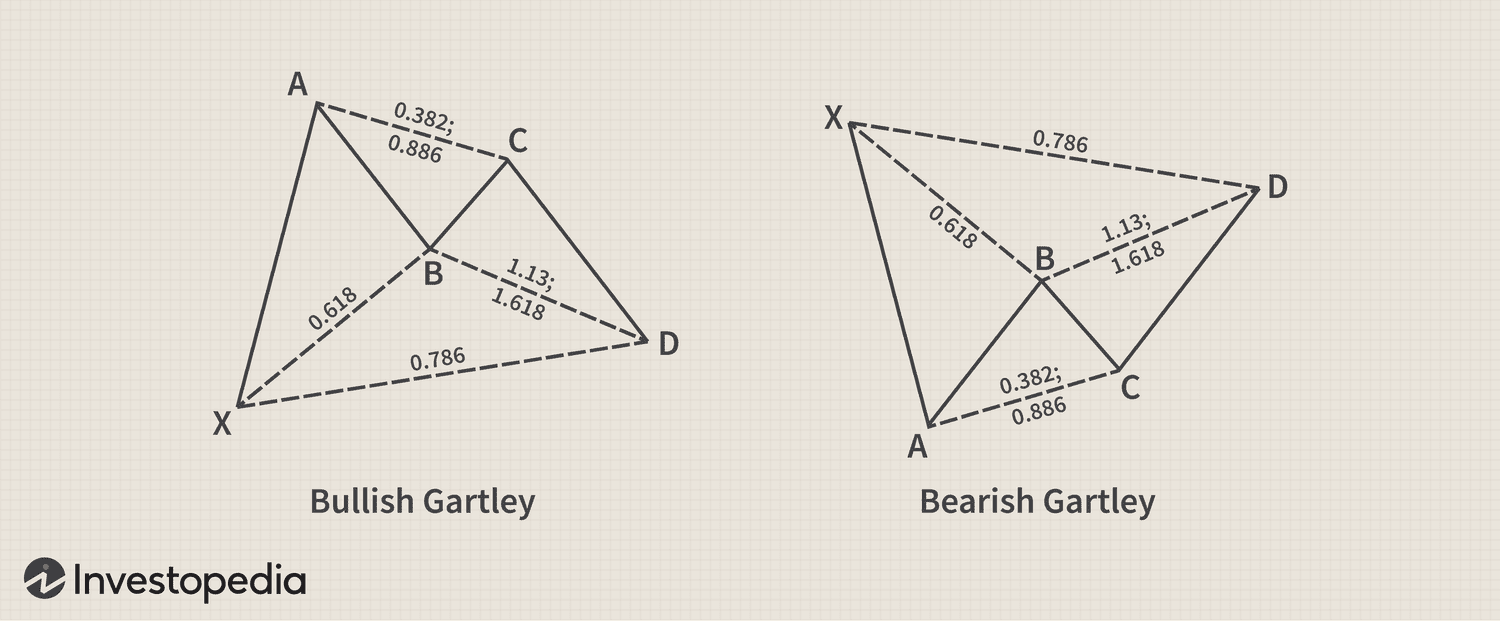 A
0.382;
0.886
C
B
0.618
1.13;
1.618
D
0.786
X
Bullish Gartley
X
0.786
D
0.618
B
1.13;
1.618
0.382;
0.886
C
A
Bearish Gartley
Investopedia